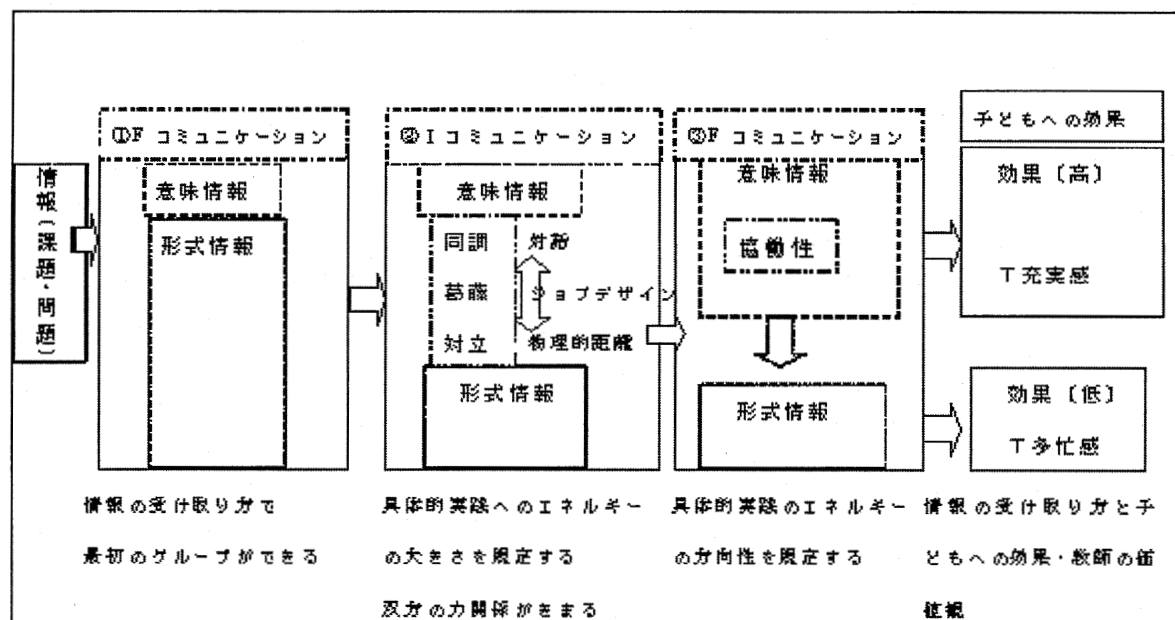 情報(課題・問題)
①F コミュニケーション
意味情報
形式情報
情報の受け取り方で
最初のグループができる
②I コミュニケーション
意味情報
同調
対話
葛藤
ジョブデザイン
対立
物理的距離
形式情報
具体的実践へのエネルギー
の大きさを規定する
双方の力関係がきまる
③F コミュニケーション
意味情報
協働性
形式情報
具体的実践のエネルギー
の方向性を規定する
子どもへの効果
効果〔高〕
T充実感
効果〔低〕
T多忙感
情報の受け取り方と子
どもへの効果・教師の価
値観